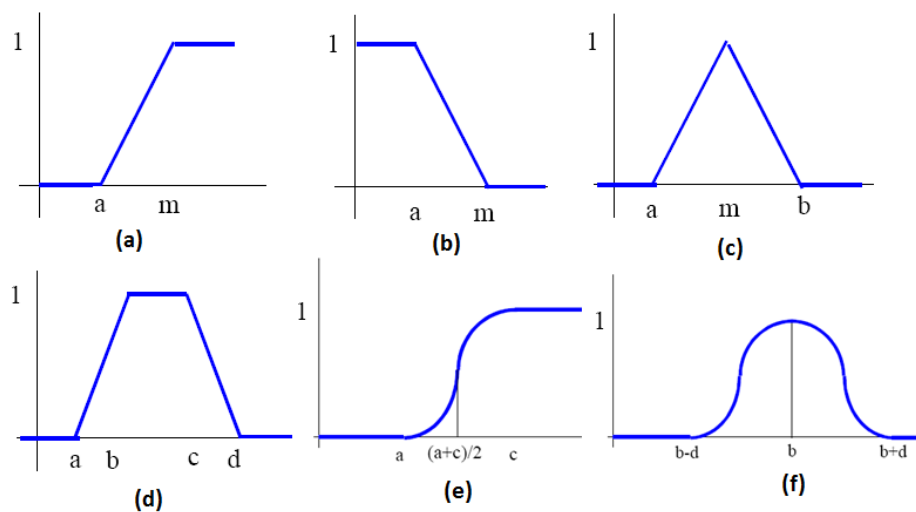 1
a m
(a)
1
a m
(b)
1
a m b
(c)
1
a b c d
(d)
1
a (a+c)/2 c
(e)
1
b-d b b+d
(f)